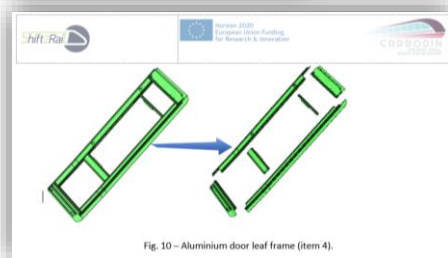 Shift2Rail
Horizon 2020
European Union Funding
for Research & Innovation
CARBODIN
Fig. 10 – Aluminium door leaf frame (item 4).